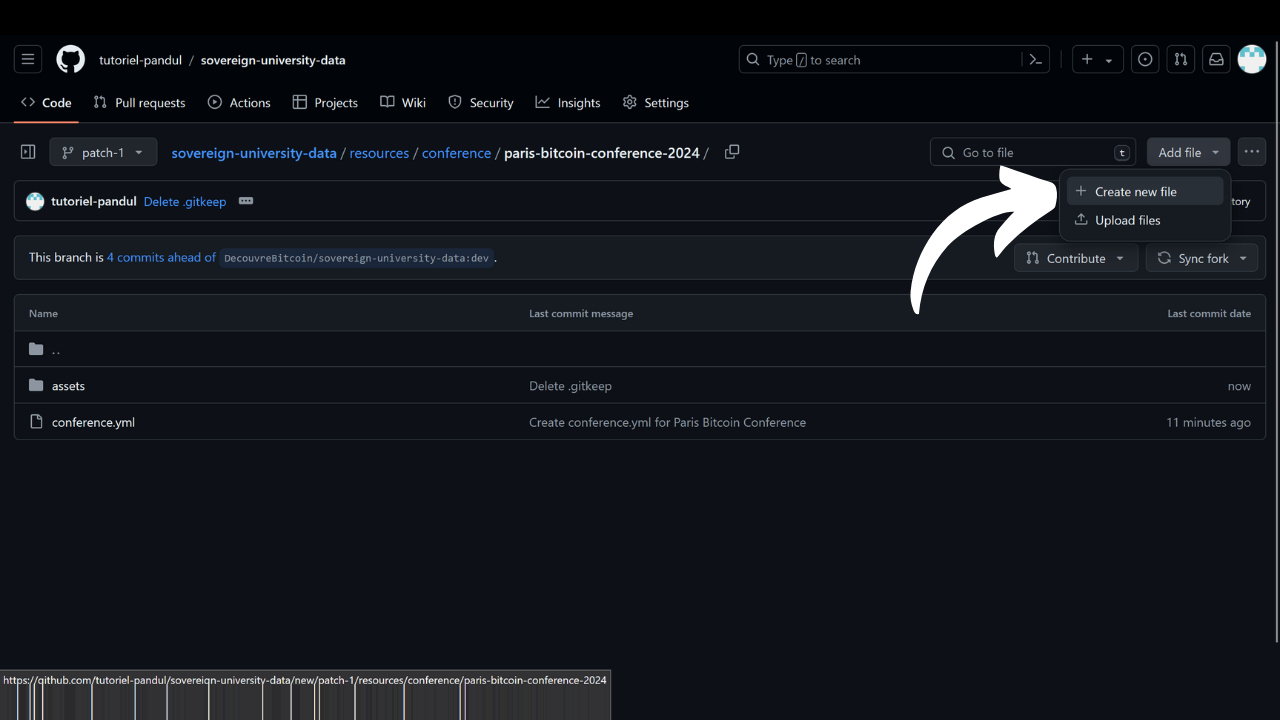 tutoriel-pandul / sovereign-university-data
Type / to search
Code Pull requests Actions Projects Wiki Security Insights Settings
patch-1
sovereign-university-data / resources / conference / paris-bitcoin-conference-2024 /
Go to file t
Add file
Create new file
Upload files
tutoriel-pandul Delete .gitkeep
This branch is 4 commits ahead of DecouvreBitcoin/sovereign-university-data:dev .
Contribute
Sync fork
Name Last commit message Last commit date
..
assets Delete .gitkeep now
conference.yml Create conference.yml for Paris Bitcoin Conference 11 minutes ago
https://github.com/tutoriel-pandul/sovereign-university-data/new/patch-1/resources/conference/paris-bitcoin-conference-2024